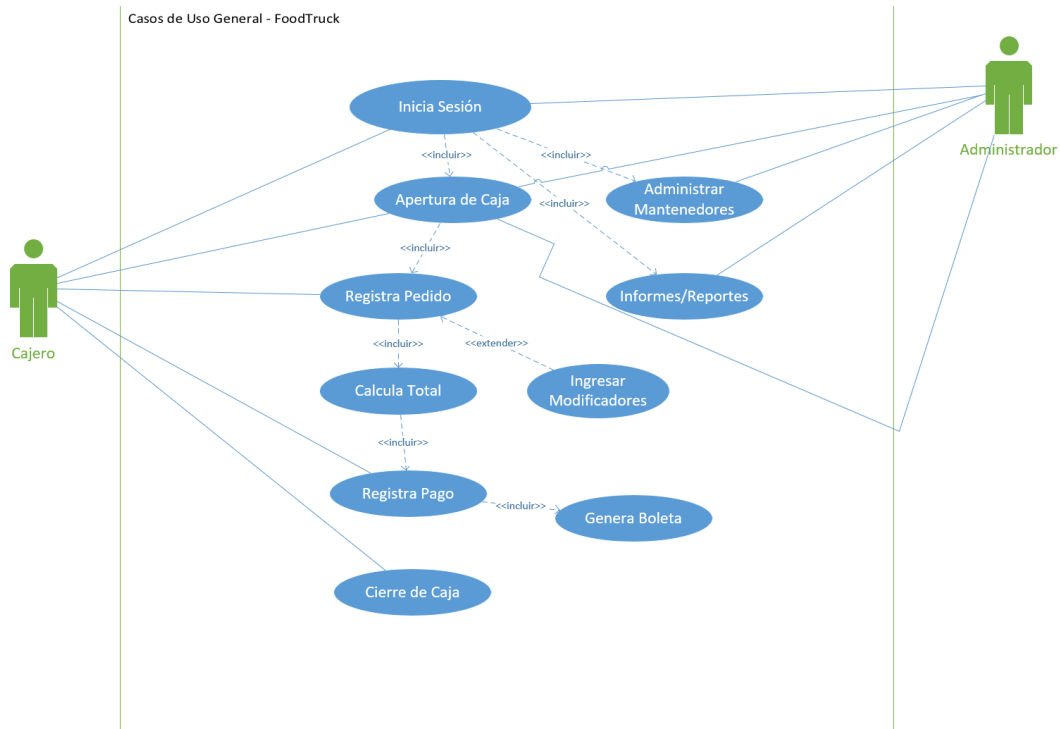 Casos de Uso General - FoodTruck
Inicia Sesión
Administrador
<<incluir>>
<<incluir>>
Apertura de Caja
Administrar
Mantenedores
<<incluir>>
<<incluir>>
Registra Pedido
Informes/Reportes
Cajero
<<incluir>>
<<extender>>
Calcula Total
Ingresar
Modificadores
<<incluir>>
Registra Pago
<<incluir>>
Genera Boleta
Cierre de Caja